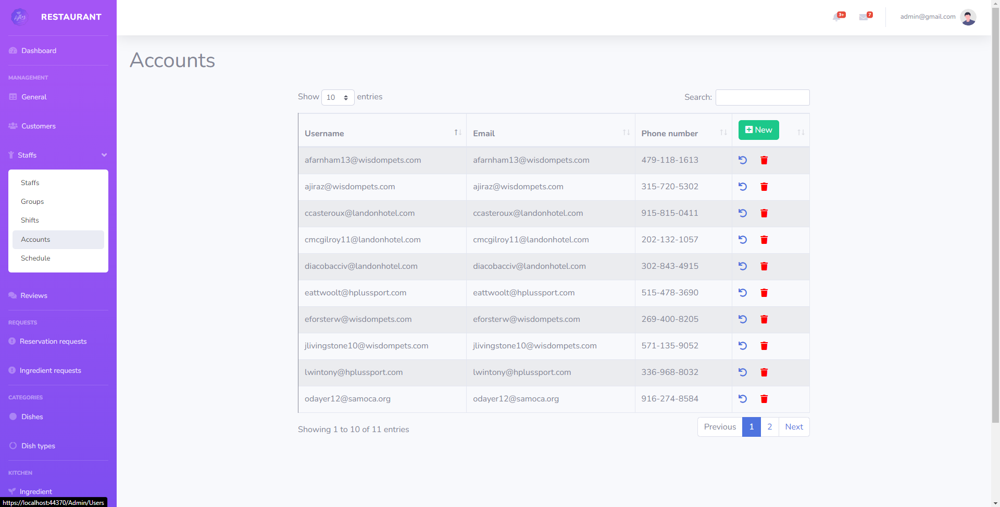 RESTAURANT
3+
7
admin@gmail.com
Dashboard
MANAGEMENT
General
Customers
Staffs
Staffs
Groups
Shifts
Accounts
Schedule
Reviews
REQUESTS
Reservation requests
Ingredient requests
CATEGORIES
Dishes
Dish types
KITCHEN
Ingredient
https://localhost:44370/Admin/Users
Accounts
Show 10 entries
Search:
Username Email Phone number New
afarnham13@wisdompets.com afarnham13@wisdompets.com 479-118-1613
ajiraz@wisdompets.com ajiraz@wisdompets.com 315-720-5302
ccasteroux@landonhotel.com ccasteroux@landonhotel.com 915-815-0411
cmcgilroy11@landonhotel.com cmcgilroy11@landonhotel.com 202-132-1057
diacobacciv@landonhotel.com diacobacciv@landonhotel.com 302-843-4915
eattwoolt@hplussport.com eattwoolt@hplussport.com 515-478-3690
eforsterw@wisdompets.com eforsterw@wisdompets.com 269-400-8205
jlivingstone10@wisdompets.com jlivingstone10@wisdompets.com 571-135-9052
lwintony@hplussport.com lwintony@hplussport.com 336-968-8032
odayer12@samoca.org odayer12@samoca.org 916-274-8584
Showing 1 to 10 of 11 entries
Previous 1 2 Next